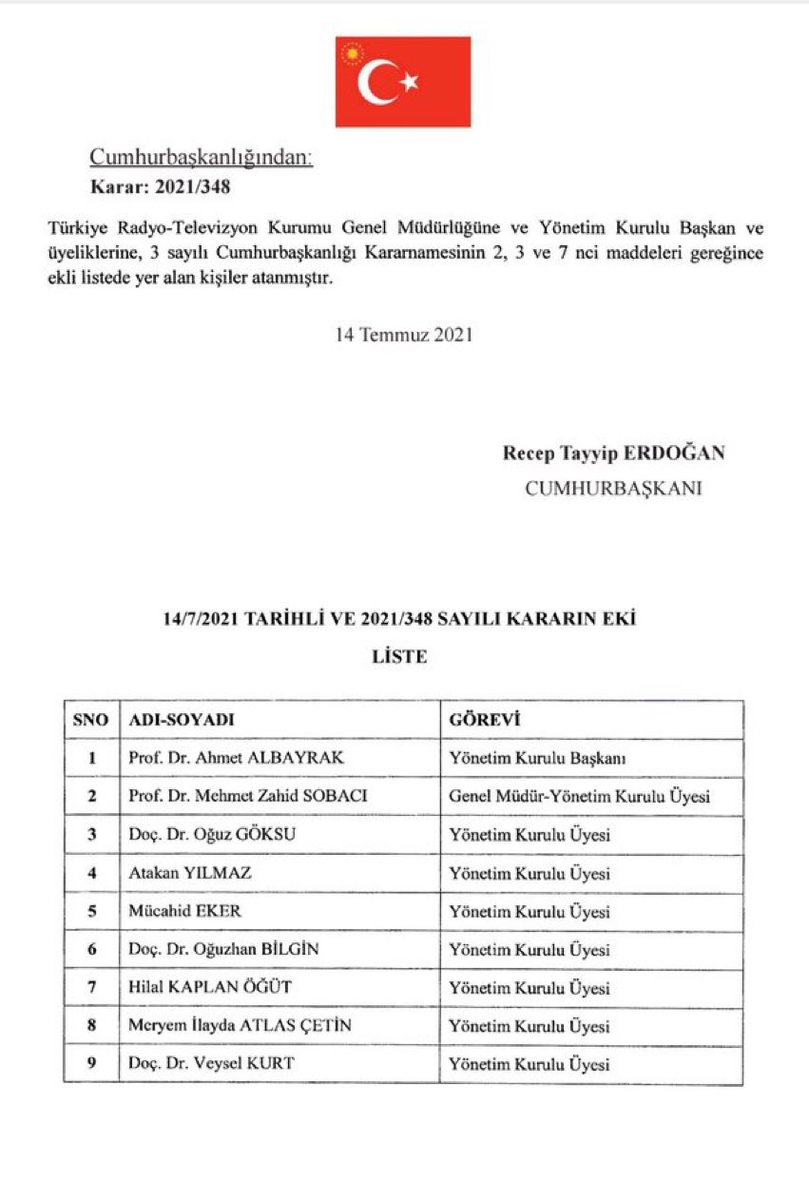 Cumhurbaşkanlığından:
Karar: 2021/348
Türkiye Radyo-Televizyon Kurumu Genel Müdürlüğüne ve Yönetim Kurulu Başkan ve
üyeliklerine, 3 sayılı Cumhurbaşkanlığı Kararnamesinin 2, 3 ve 7 nci maddeleri gereğince
ekli listede yer alan kişiler atanmıştır.
14 Temmuz 2021
Recep Tayyip ERDOĞAN
CUMHURBAŞKANI
14/7/2021 TARİHLİ VE 2021/348 SAYILI KARARIN EKİ
LİSTE
SNO ADI-SOYADI GÖREVİ
1 Prof. Dr. Ahmet ALBAYRAK Yönetim Kurulu Başkanı
2 Prof. Dr. Mehmet Zahid SOBACI Genel Müdür-Yönetim Kurulu Üyesi
3 Doç. Dr. Oğuz GÖKSU Yönetim Kurulu Üyesi
4 Atakan YILMAZ Yönetim Kurulu Üyesi
5 Mücahid EKER Yönetim Kurulu Üyesi
6 Doç. Dr. Oğuzhan BİLGİN Yönetim Kurulu Üyesi
7 Hilal KAPLAN ÖĞÜT Yönetim Kurulu Üyesi
8 Meryem İlayda ATLAS ÇETİN Yönetim Kurulu Üyesi
9 Doç. Dr. Veysel KURT Yönetim Kurulu Üyesi